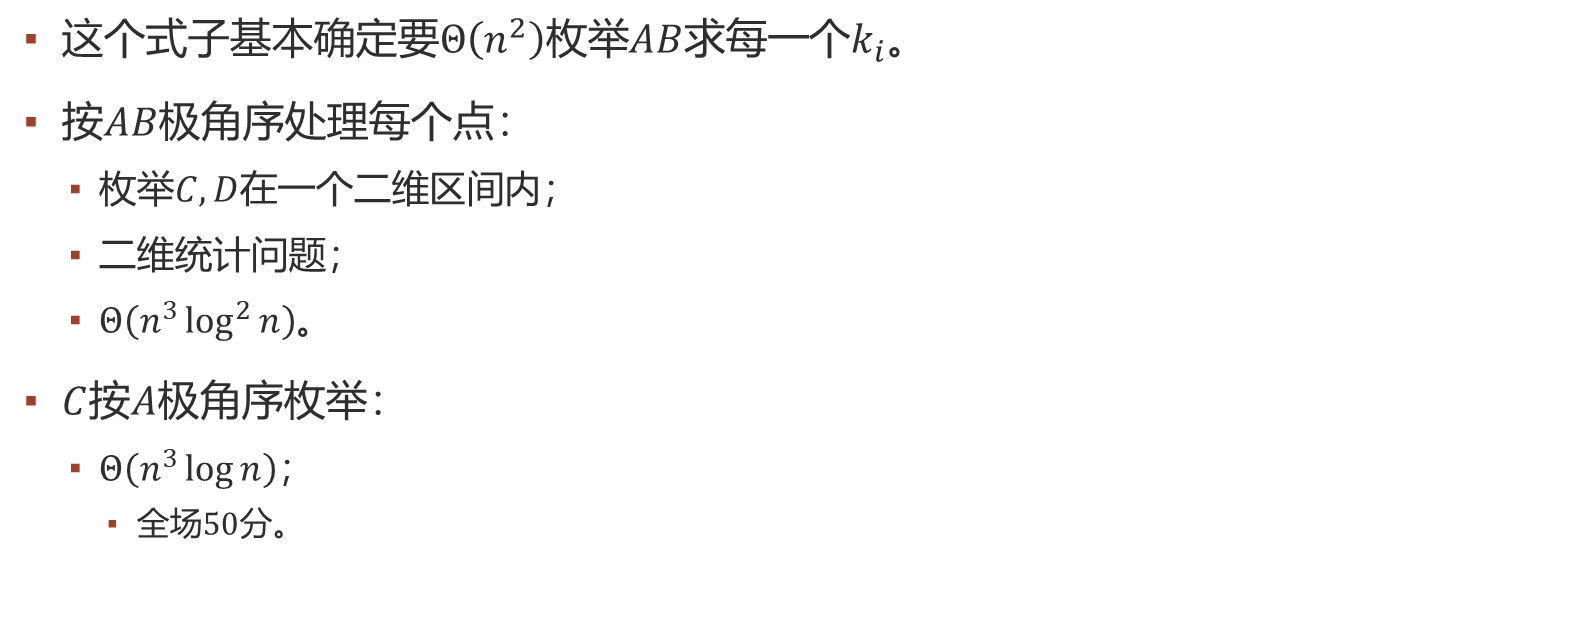 ▪ 这个式子基本确定要Θ(n²)枚举AB求每一个kᵢ。
▪ 按AB极角序处理每个点：
▪ 枚举C, D在一个二维区间内；
▪ 二维统计问题；
▪ Θ(n³ log² n)。
▪ C按A极角序枚举：
▪ Θ(n³ log n)；
▪ 全场50分。